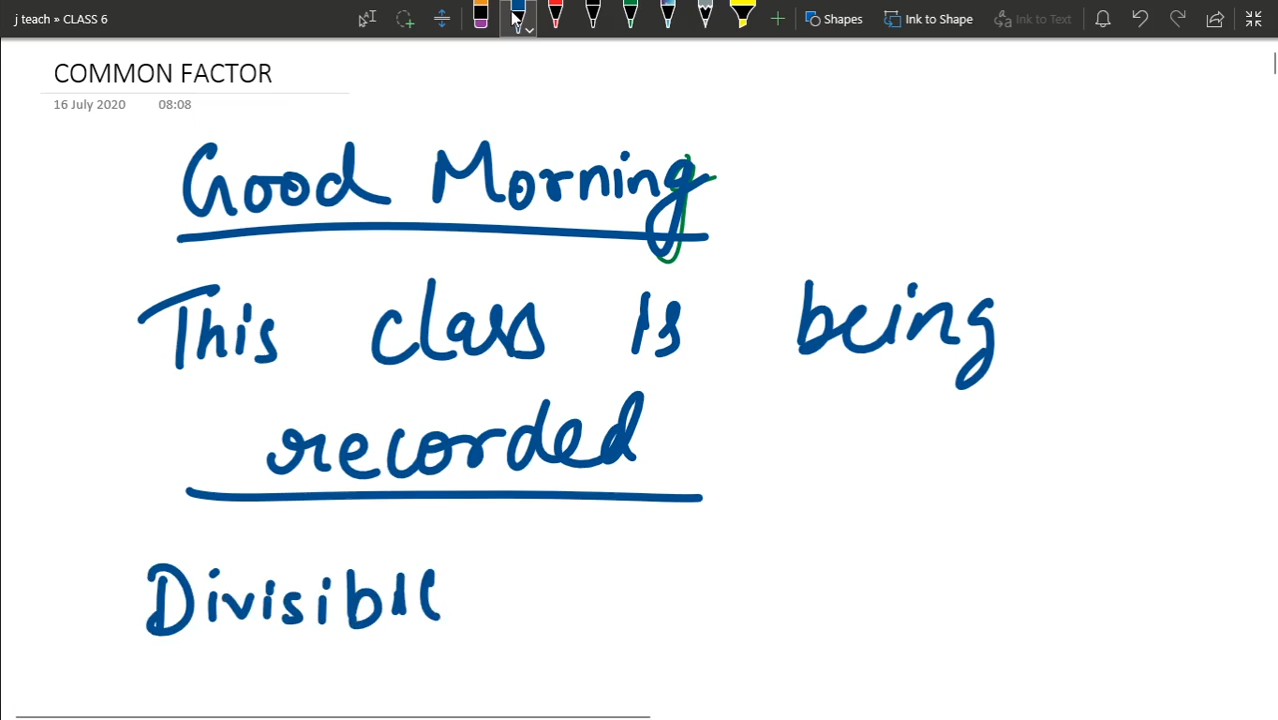 j teach » CLASS 6
Shapes Ink to Shape Ink to Text
COMMON FACTOR
16 July 2020 08:08
Good Morning
This class is being
recorded